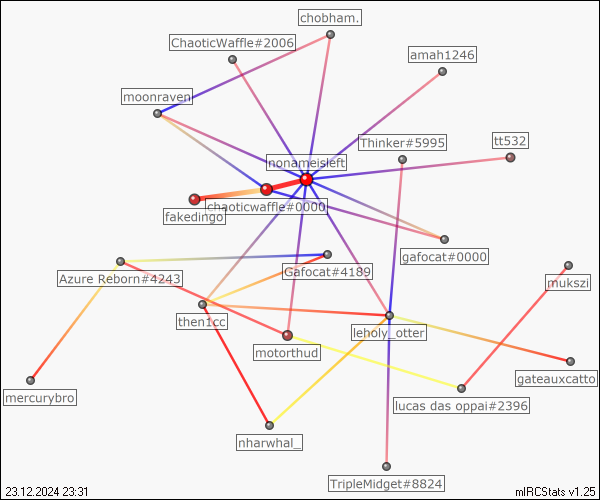 chobham.
ChaoticWaffle#2006
amah1246
moonraven
Thinker#5995
tt532
nonameisleft
chaoticwaffle#0000
fakedingo
gafocat#0000
Azure Reborn#4243
Gafocat#4189
mukszi
then1cc
leholy_otter
motorthud
gateauxcatto
mercurybro
lucas das oppai#2396
nharwhal_
TripleMidget#8824
23.12.2024 23:31
mIRCStats v1.25